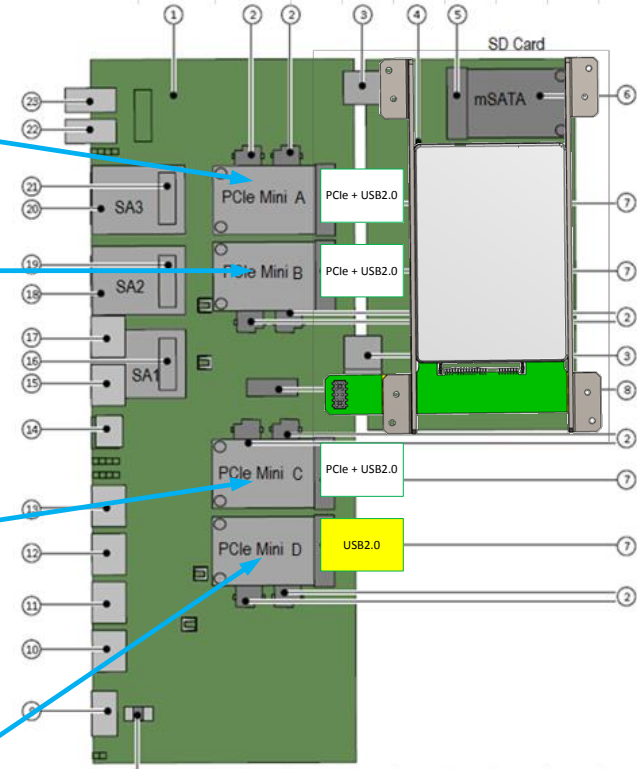 1
2
2
3
4
5
SD Card
23
22
mSATA
6
21
20
SA3
PCIe Mini A
PCIe + USB2.0
7
19
18
SA2
PCIe Mini B
PCIe + USB2.0
7
17
2
16
15
SA1
3
8
14
2
PCIe Mini C
PCIe + USB2.0
7
13
12
PCIe Mini D
USB2.0
7
11
2
10
9